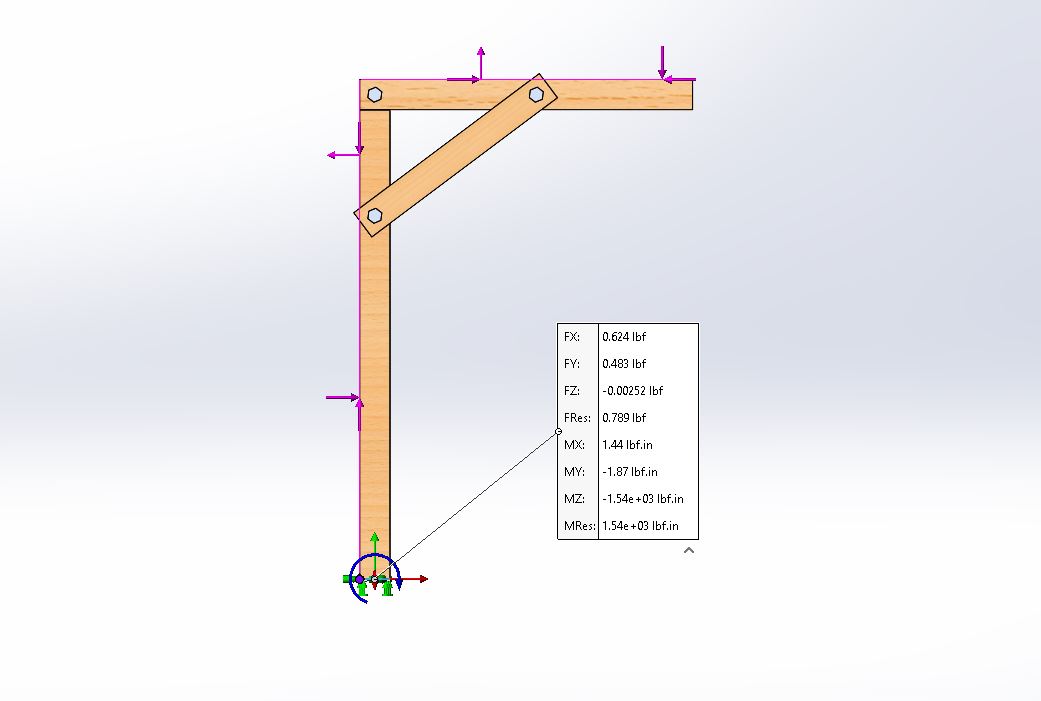 FX: 0.624 lbf
FY: 0.483 lbf
FZ: -0.00252 lbf
FRes: 0.789 lbf
MX: 1.44 lbf.in
MY: -1.87 lbf.in
MZ: -1.54e+03 lbf.in
MRes: 1.54e+03 lbf.in